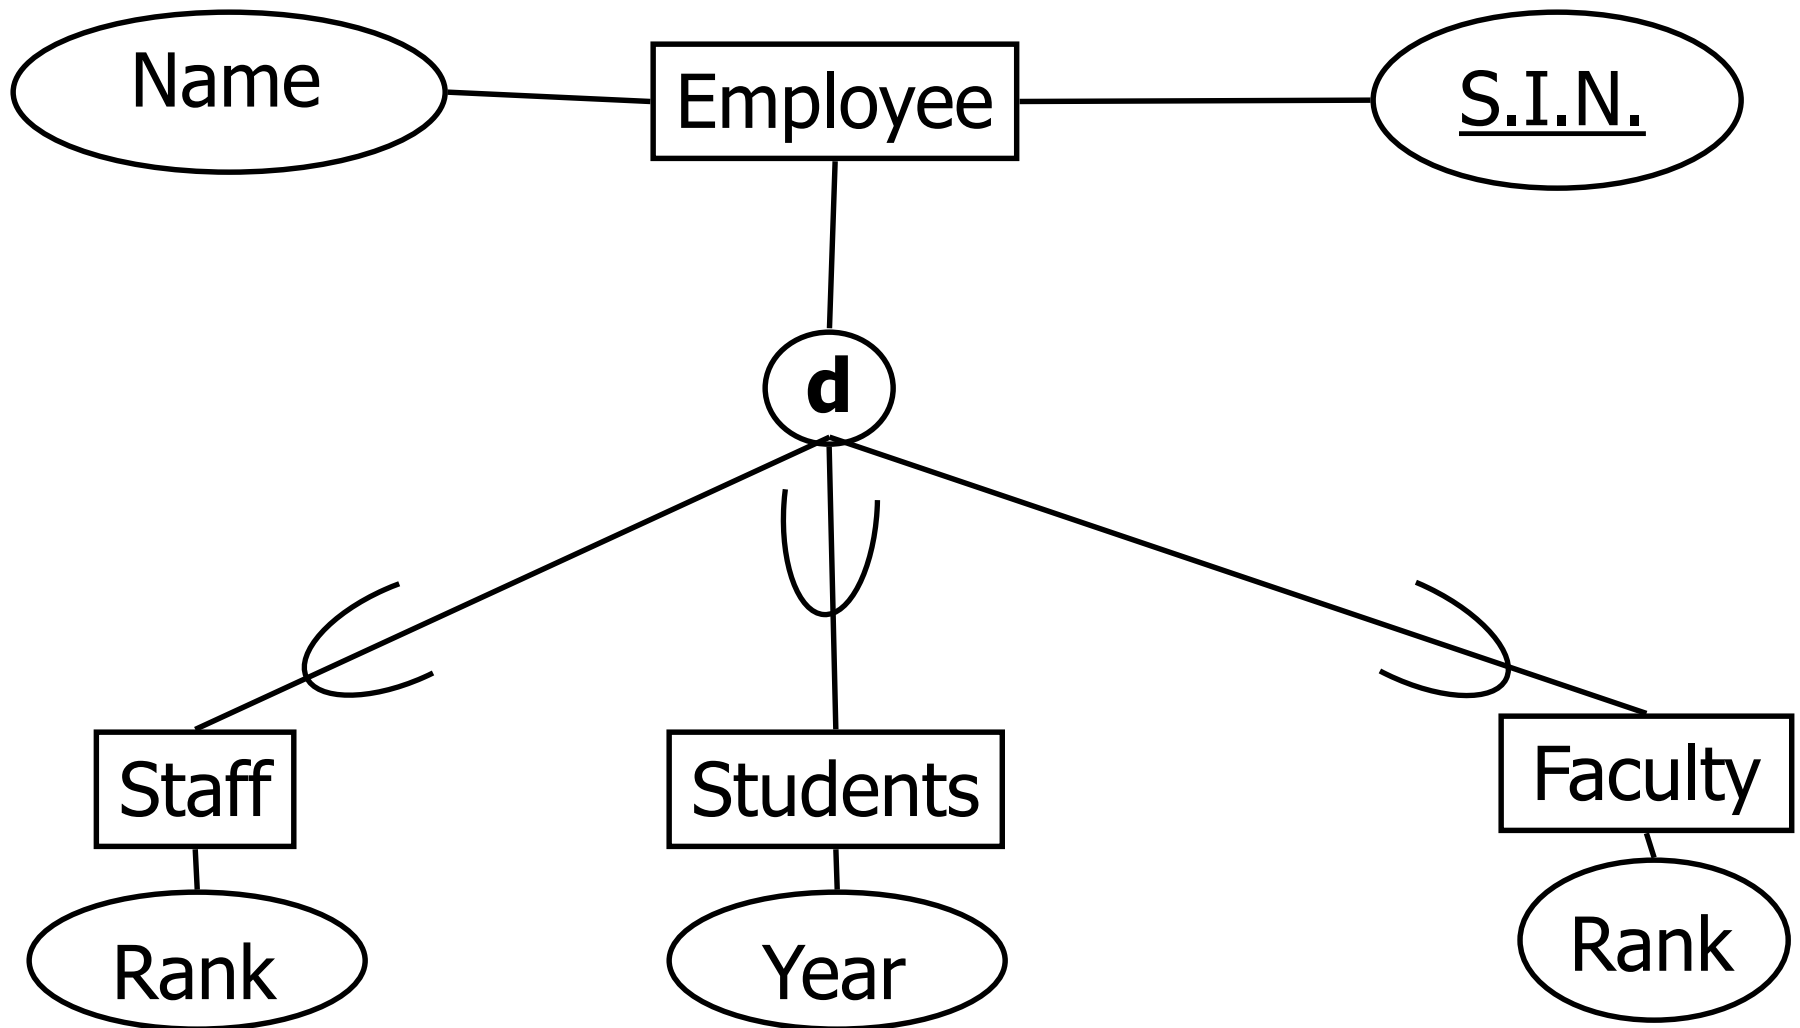 Name
Employee
S.I.N.
d
Staff
Students
Faculty
Rank
Year
Rank